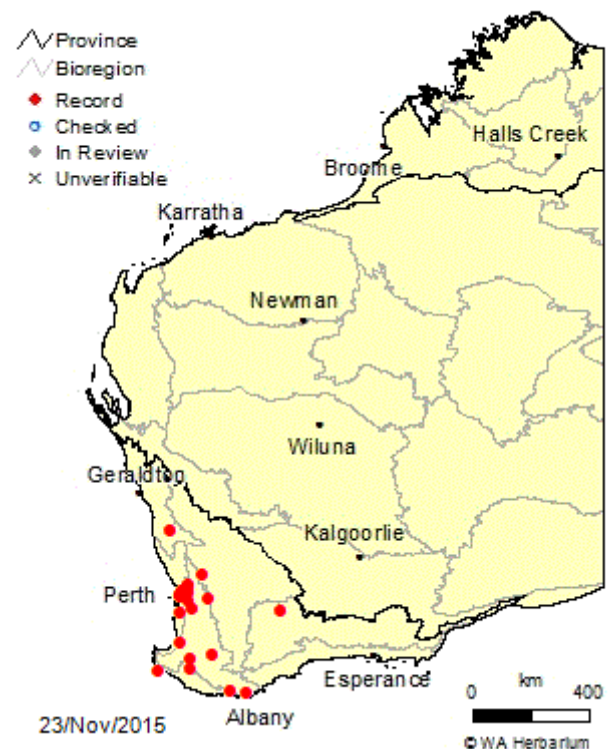 Province
Bioregion
Record
Checked
In Review
Unverifiable
Halls Creek
Broome
Karratha
Newman
Wiluna
Geraldton
Kalgoorlie
Perth
Esperance
km
0 400
Albany
23/Nov/2015
© WA Herbarium